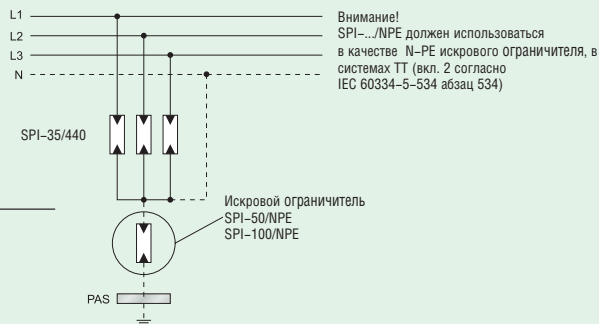 L1
L2
L3
N
Внимание!
SPI–.../NPE должен использоваться
в качестве N–PE искрового ограничителя, в
системах ТТ (вкл. 2 согласно
IEC 60334–5–534 абзац 534)
SPI–35/440
Искровой ограничитель
SPI–50/NPE
SPI–100/NPE
PAS